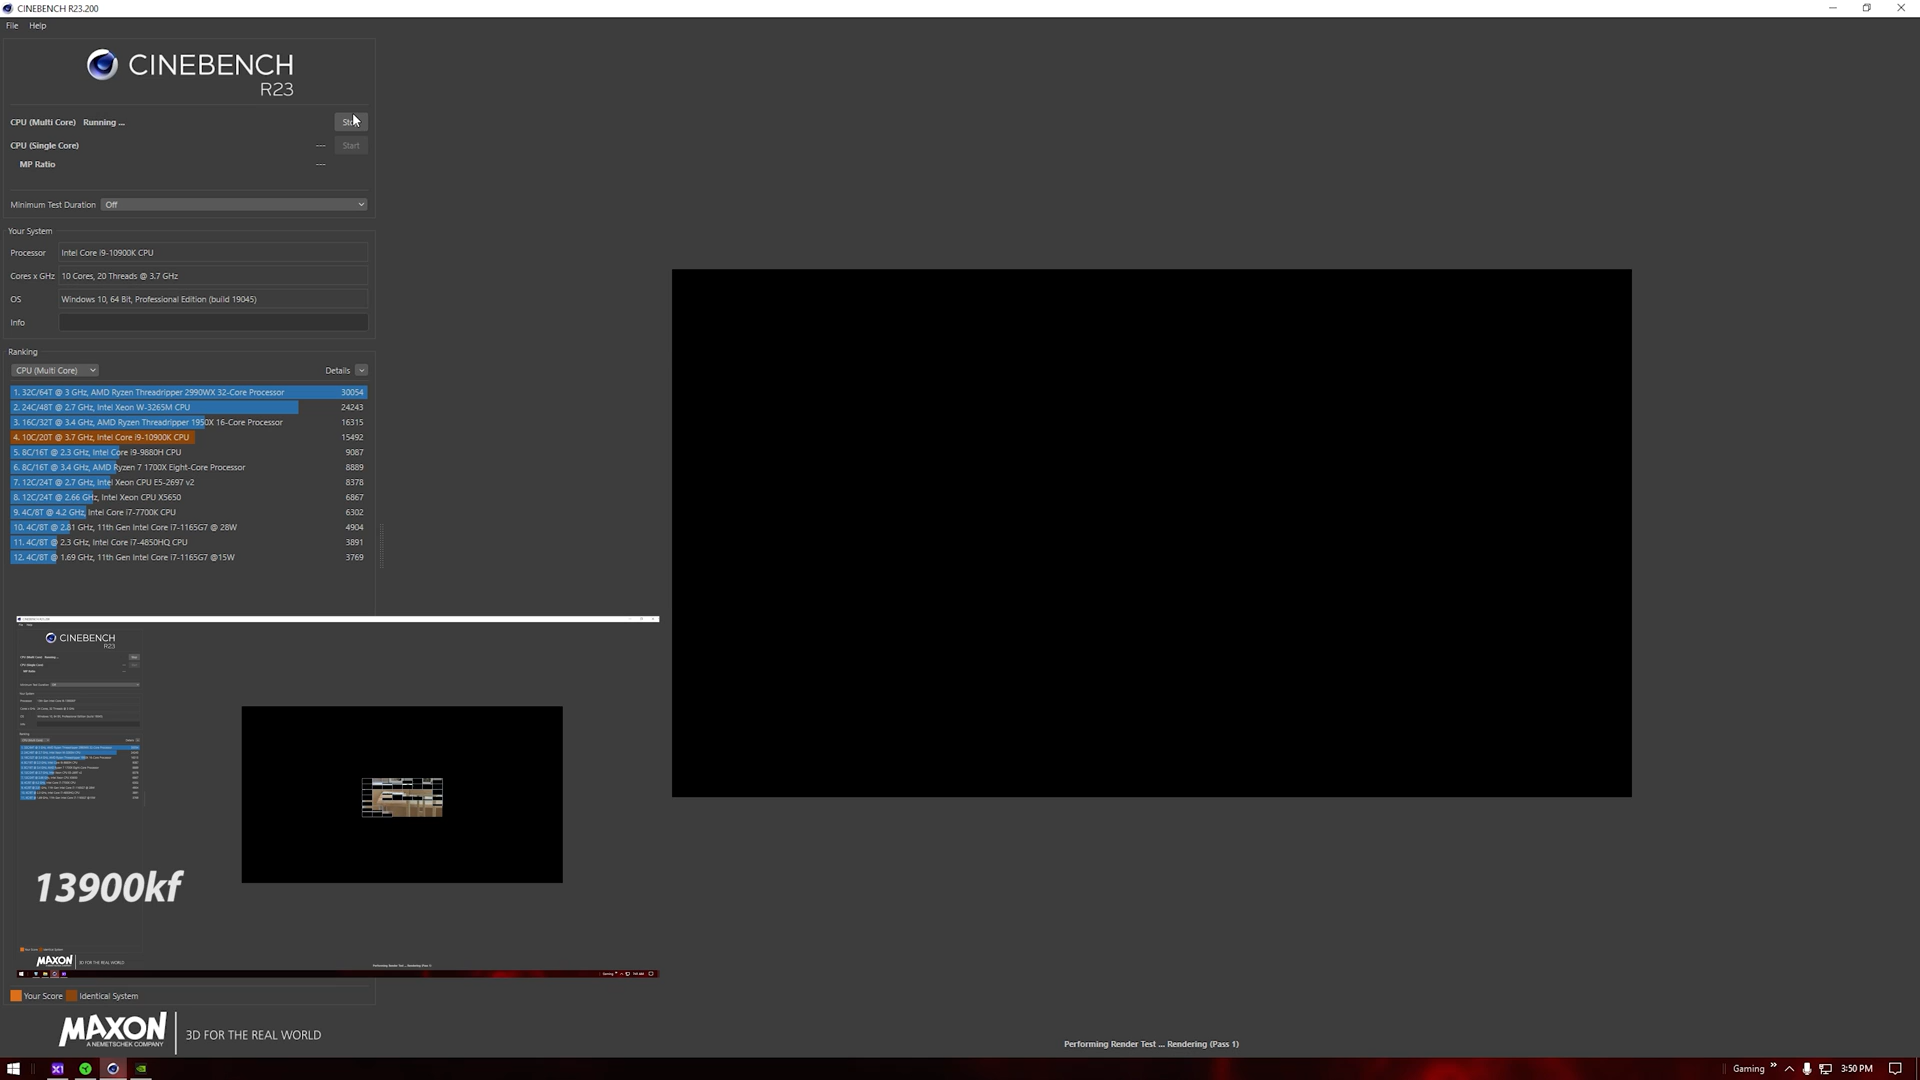 CINEBENCH R23.200
File Help
CINEBENCH
R23
CPU (Multi Core) Running ...
CPU (Single Core) --- Start
MP Ratio ---
Minimum Test Duration Off
Your System
Processor Intel Core i9-10900K CPU
Cores x GHz 10 Cores, 20 Threads @ 3.7 GHz
OS Windows 10, 64 Bit, Professional Edition (build 19045)
Info
Ranking
CPU (Multi Core) Details
1. 32C/64T @ 3 GHz, AMD Ryzen Threadripper 2990WX 32-Core Processor 30054
2. 24C/48T @ 2.7 GHz, Intel Xeon W-3265M CPU 24243
3. 16C/32T @ 3.4 GHz, AMD Ryzen Threadripper 1950X 16-Core Processor 16315
4. 10C/20T @ 3.7 GHz, Intel Core i9-10900K CPU 15492
5. 8C/16T @ 2.3 GHz, Intel Core i9-9880H CPU 9087
6. 8C/16T @ 3.4 GHz, AMD Ryzen 7 1700X Eight-Core Processor 8889
7. 12C/24T @ 2.7 GHz, Intel Xeon CPU E5-2697 v2 8378
8. 12C/24T @ 2.66 GHz, Intel Xeon CPU X5650 6867
9. 4C/8T @ 4.2 GHz, Intel Core i7-7700K CPU 6302
10. 4C/8T @ 2.81 GHz, 11th Gen Intel Core i7-1165G7 @ 28W 4904
11. 4C/8T @ 2.3 GHz, Intel Core i7-4850HQ CPU 3891
12. 4C/8T @ 1.69 GHz, 11th Gen Intel Core i7-1165G7 @15W 3769
CINEBENCH
R23
13900kf
MAXON 3D FOR THE REAL WORLD
Your Score Identical System
MAXON
A NEMETSCHEK COMPANY
3D FOR THE REAL WORLD
Performing Render Test ... Rendering (Pass 1)
Gaming 3:50 PM